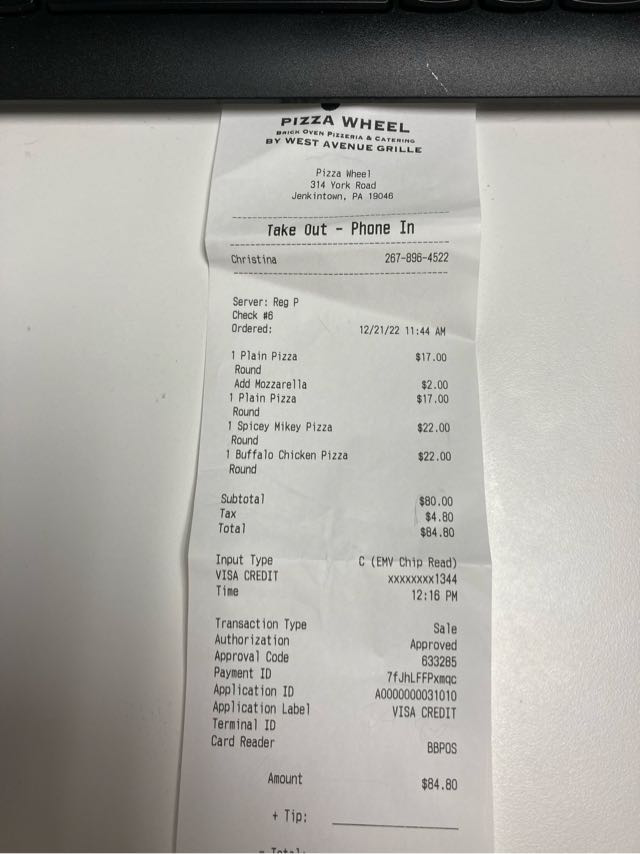 PIZZA WHEEL
BRICK OVEN PIZZERIA & CATERING
BY WEST AVENUE GRILLE
Pizza Wheel
314 York Road
Jenkintown, PA 19046
Take Out - Phone In
Christina 267-896-4522
Server: Reg P
Check #6
Ordered: 12/21/22 11:44 AM
1 Plain Pizza $17.00
Round
Add Mozzarella $2.00
1 Plain Pizza $17.00
Round
1 Spicey Mikey Pizza $22.00
Round
1 Buffalo Chicken Pizza $22.00
Round
Subtotal $80.00
Tax $4.80
Total $84.80
Input Type C (EMV Chip Read)
VISA CREDIT xxxxxxxx1344
Time 12:16 PM
Transaction Type Sale
Authorization Approved
Approval Code 633285
Payment ID 7fJhLFFPxmqc
Application ID A0000000031010
Application Label VISA CREDIT
Terminal ID
Card Reader BBPOS
Amount $84.80
+ Tip:
= Total: